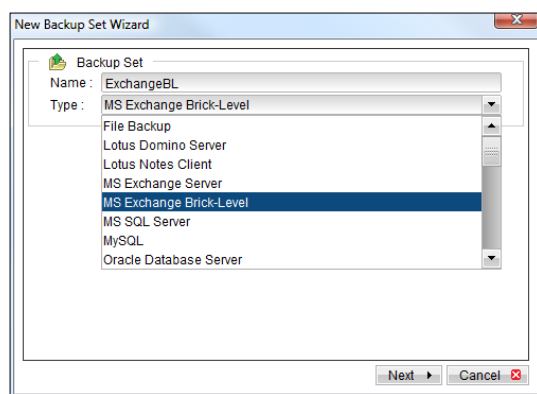 New Backup Set Wizard
Backup Set
Name : ExchangeBL
Type : MS Exchange Brick-Level
File Backup
Lotus Domino Server
Lotus Notes Client
MS Exchange Server
MS Exchange Brick-Level
MS SQL Server
MySQL
Oracle Database Server
Next Cancel